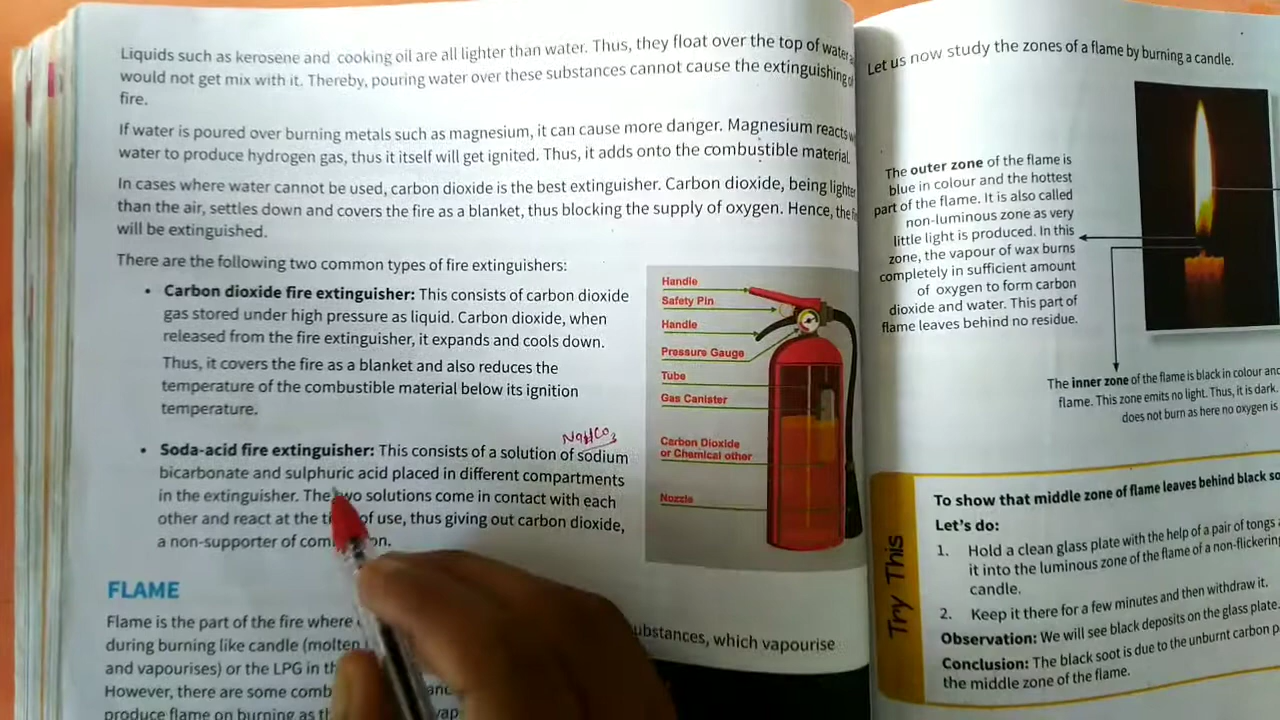 Liquids such as kerosene and cooking oil are all lighter than water. Thus, they float over the top of water
would not get mix with it. Thereby, pouring water over these substances cannot cause the extinguishing
fire.
If water is poured over burning metals such as magnesium, it can cause more danger. Magnesium reacts
water to produce hydrogen gas, thus it itself will get ignited. Thus, it adds onto the combustible material.
In cases where water cannot be used, carbon dioxide is the best extinguisher. Carbon dioxide, being lighter
than the air, settles down and covers the fire as a blanket, thus blocking the supply of oxygen. Hence, the
will be extinguished.
There are the following two common types of fire extinguishers:
• Carbon dioxide fire extinguisher: This consists of carbon dioxide
gas stored under high pressure as liquid. Carbon dioxide, when
released from the fire extinguisher, it expands and cools down.
Thus, it covers the fire as a blanket and also reduces the
temperature of the combustible material below its ignition
temperature.
NaHCO3
• Soda-acid fire extinguisher: This consists of a solution of sodium
bicarbonate and sulphuric acid placed in different compartments
in the extinguisher. The two solutions come in contact with each
other and react at the of use, thus giving out carbon dioxide,
a non-supporter of
Handle
Safety Pin
Handle
Pressure Gauge
Tube
Gas Canister
Carbon Dioxide
or Chemical other
Nozzle
FLAME
Flame is the part of the fire where
during burning like candle (molten
ubstances, which vapourise
and vapourises) or the LPG in
However, there are some
produce flame on burning as
Let us now study the zones of a flame by burning a candle.
The outer zone of the flame is
blue in colour and the hottest
part of the flame. It is also called
non-luminous zone as very
little light is produced. In this
zone, the vapour of wax burns
completely in sufficient amount
of oxygen to form carbon
dioxide and water. This part of
flame leaves behind no residue.
The inner zone of the flame is black in colour and
flame. This zone emits no light. Thus, it is dark.
does not burn as here no oxygen is
Try This
To show that middle zone of flame leaves behind black
Let's do:
1. Hold a clean glass plate with the help of a pair of tongs
it into the luminous zone of the flame of a non-flickering
candle.
2. Keep it there for a few minutes and then withdraw it.
Observation: We will see black deposits on the glass plate.
Conclusion: The black soot is due to the unburnt carbon
the middle zone of the flame.